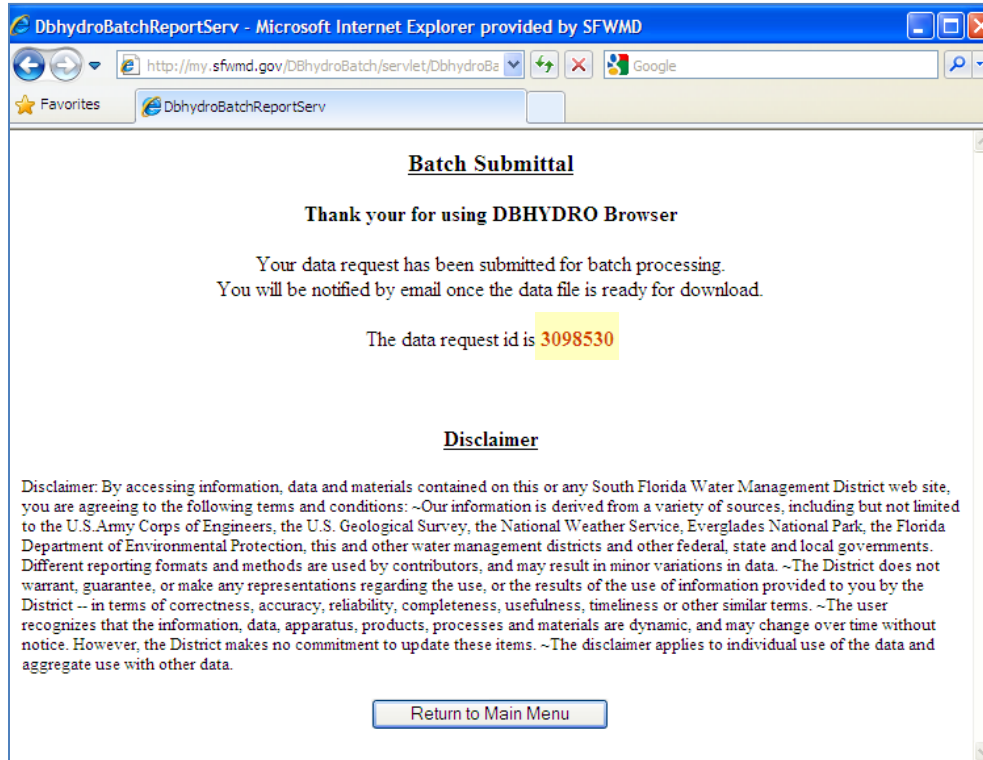 DbhydroBatchReportServ - Microsoft Internet Explorer provided by SFWMD
http://my.sfwmd.gov/DBhydroBatch/servlet/DbhydroBa
Google
Favorites
DbhydroBatchReportServ
Batch Submittal
Thank your for using DBHYDRO Browser
Your data request has been submitted for batch processing.
You will be notified by email once the data file is ready for download.
The data request id is 3098530
Disclaimer
Disclaimer: By accessing information, data and materials contained on this or any South Florida Water Management District web site,
you are agreeing to the following terms and conditions: ~Our information is derived from a variety of sources, including but not limited
to the U.S.Army Corps of Engineers, the U.S. Geological Survey, the National Weather Service, Everglades National Park, the Florida
Department of Environmental Protection, this and other water management districts and other federal, state and local governments.
Different reporting formats and methods are used by contributors, and may result in minor variations in data. ~The District does not
warrant, guarantee, or make any representations regarding the use, or the results of the use of information provided to you by the
District -- in terms of correctness, accuracy, reliability, completeness, usefulness, timeliness or other similar terms. ~The user
recognizes that the information, data, apparatus, products, processes and materials are dynamic, and may change over time without
notice. However, the District makes no commitment to update these items. ~The disclaimer applies to individual use of the data and
aggregate use with other data.
Return to Main Menu